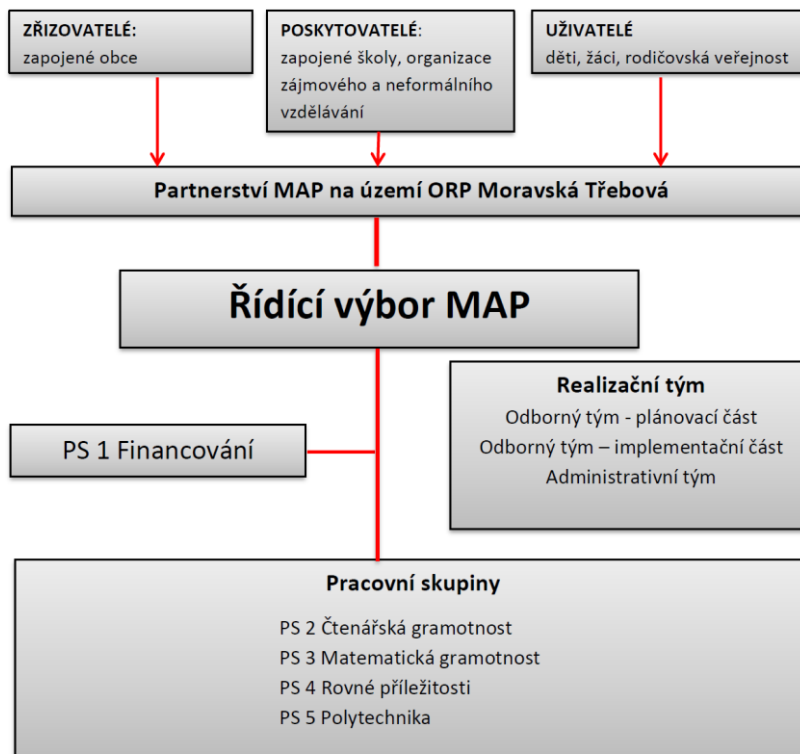 ZŘIZOVATELÉ:
zapojené obce
POSKYTOVATELÉ:
zapojené školy, organizace
zájmového a neformálního
vzdělávání
UŽIVATELÉ
děti, žáci, rodičovská veřejnost
Partnerství MAP na území ORP Moravská Třebová
Řídící výbor MAP
Realizační tým
Odborný tým - plánovací část
Odborný tým – implementační část
Administrativní tým
PS 1 Financování
Pracovní skupiny
PS 2 Čtenářská gramotnost
PS 3 Matematická gramotnost
PS 4 Rovné příležitosti
PS 5 Polytechnika